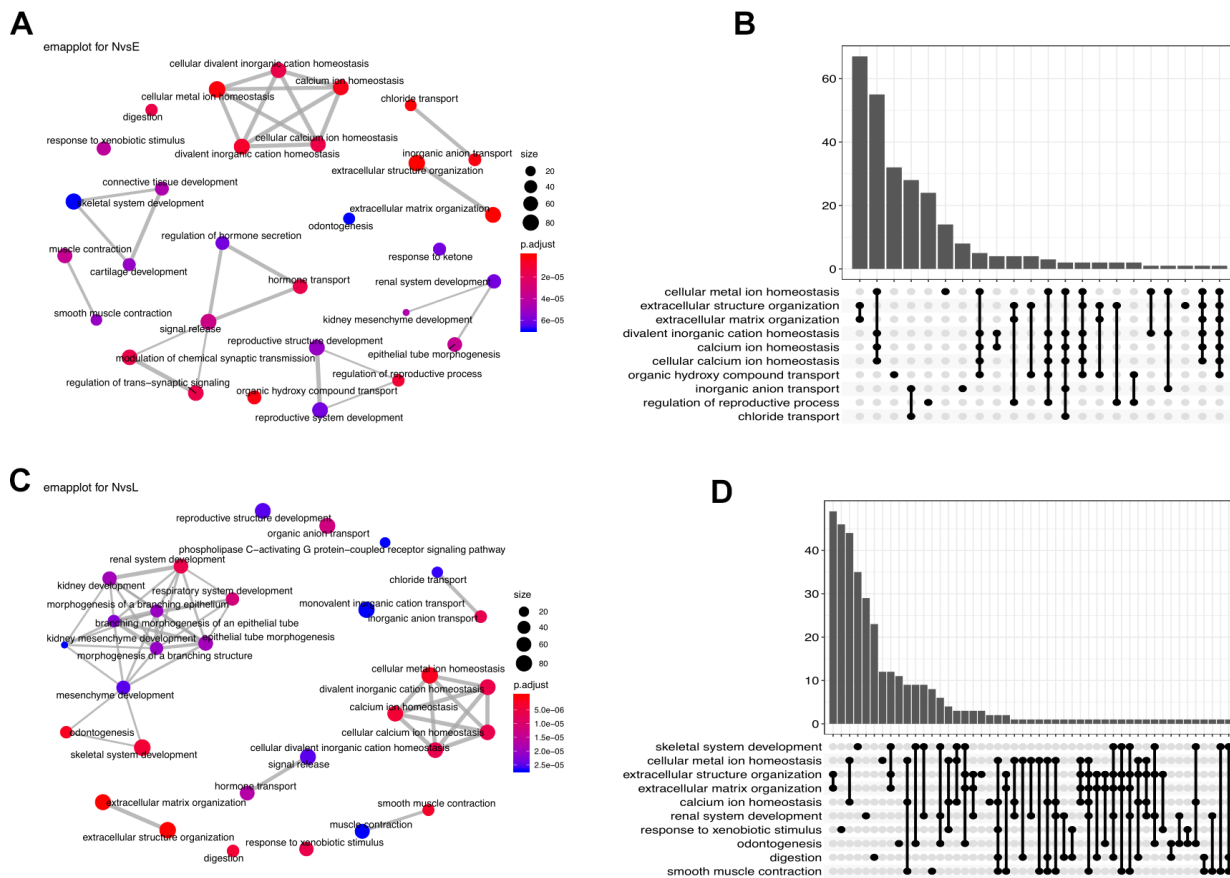 A
emapplot for NvsE
cellular divalent inorganic cation homeostasis
calcium ion homeostasis
cellular metal ion homeostasis
chloride transport
digestion
cellular calcium ion homeostasis
response to xenobiotic stimulus
divalent inorganic cation homeostasis
inorganic anion transport
extracellular structure organization
connective tissue development
skeletal system development
extracellular matrix organization
odontogenesis
regulation of hormone secretion
muscle contraction
response to ketone
cartilage development
hormone transport
renal system development
smooth muscle contraction
signal release
kidney mesenchyme development
reproductive structure development
modulation of chemical synaptic transmission
epithelial tube morphogenesis
regulation of reproductive process
regulation of trans−synaptic signaling
organic hydroxy compound transport
reproductive system development
size
20
40
60
80
p.adjust
2e−05
4e−05
6e−05
B
60
40
20
0
cellular metal ion homeostasis
extracellular structure organization
extracellular matrix organization
divalent inorganic cation homeostasis
calcium ion homeostasis
cellular calcium ion homeostasis
organic hydroxy compound transport
inorganic anion transport
regulation of reproductive process
chloride transport
C
emapplot for NvsL
reproductive structure development
organic anion transport
phospholipase C−activating G protein−coupled receptor signaling pathway
renal system development
chloride transport
kidney development
respiratory system development
morphogenesis of a branching epithelium
monovalent inorganic cation transport
inorganic anion transport
branching morphogenesis of an epithelial tube
kidney mesenchyme development
epithelial tube morphogenesis
morphogenesis of a branching structure
cellular metal ion homeostasis
divalent inorganic cation homeostasis
mesenchyme development
calcium ion homeostasis
odontogenesis
cellular calcium ion homeostasis
skeletal system development
cellular divalent inorganic cation homeostasis
signal release
hormone transport
extracellular matrix organization
smooth muscle contraction
muscle contraction
extracellular structure organization
response to xenobiotic stimulus
digestion
size
20
40
60
80
p.adjust
5.0e−06
1.0e−05
1.5e−05
2.0e−05
2.5e−05
D
50
40
30
20
10
0
skeletal system development
cellular metal ion homeostasis
extracellular structure organization
extracellular matrix organization
calcium ion homeostasis
renal system development
response to xenobiotic stimulus
odontogenesis
digestion
smooth muscle contraction